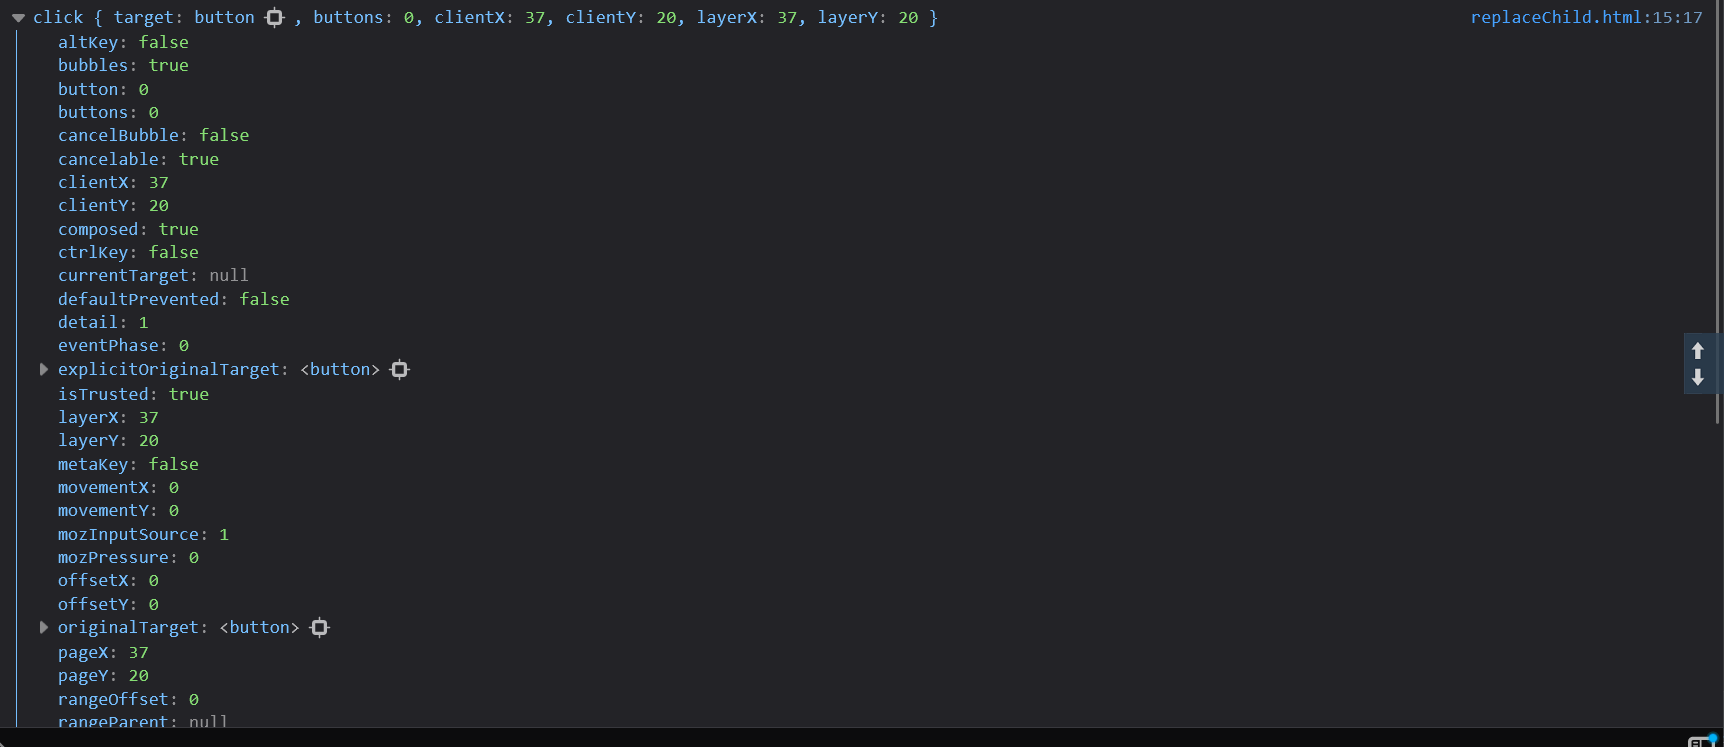 click { target: button , buttons: 0, clientX: 37, clientY: 20, layerX: 37, layerY: 20 } replaceChild.html:15:17
altKey: false
bubbles: true
button: 0
buttons: 0
cancelBubble: false
cancelable: true
clientX: 37
clientY: 20
composed: true
ctrlKey: false
currentTarget: null
defaultPrevented: false
detail: 1
eventPhase: 0
explicitOriginalTarget: <button>
isTrusted: true
layerX: 37
layerY: 20
metaKey: false
movementX: 0
movementY: 0
mozInputSource: 1
mozPressure: 0
offsetX: 0
offsetY: 0
originalTarget: <button>
pageX: 37
pageY: 20
rangeOffset: 0
rangeParent: null